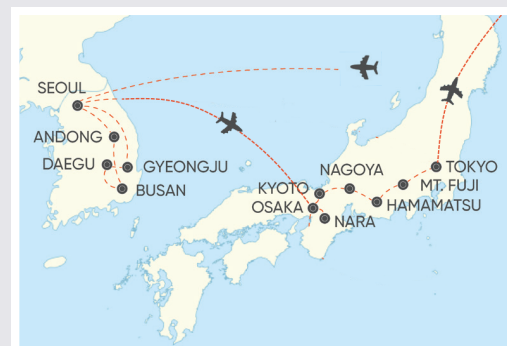 SEOUL
ANDONG
DAEGU
GYEONGJU
BUSAN
NAGOYA
TOKYO
KYOTO
MT. FUJI
OSAKA
HAMAMATSU
NARA